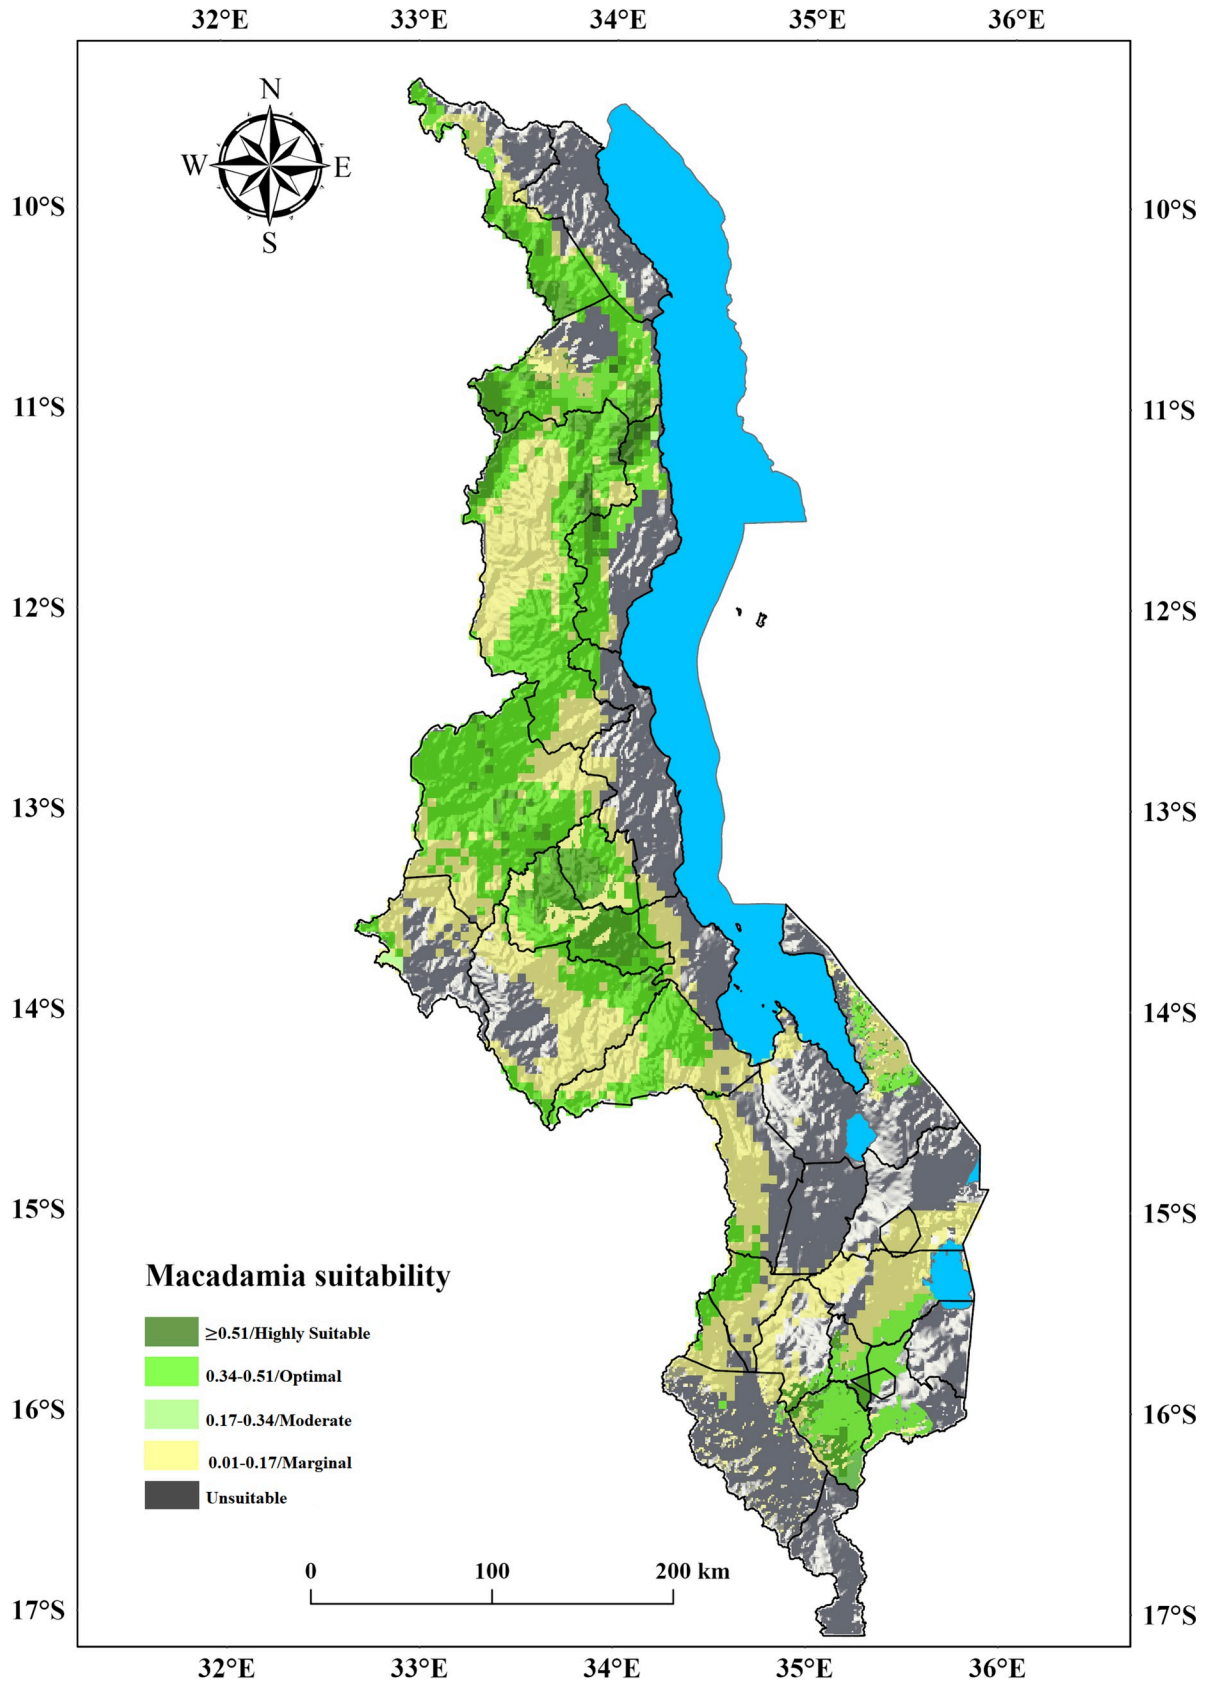 32°E 33°E 34°E 35°E 36°E
N
W E
S
10°S 10°S
11°S 11°S
12°S 12°S
13°S 13°S
14°S 14°S
15°S 15°S
Macadamia suitability
≥0.51/Highly Suitable
0.34-0.51/Optimal
0.17-0.34/Moderate
16°S 16°S
0.01-0.17/Marginal
Unsuitable
0 100 200 km
17°S 17°S
32°E 33°E 34°E 35°E 36°E